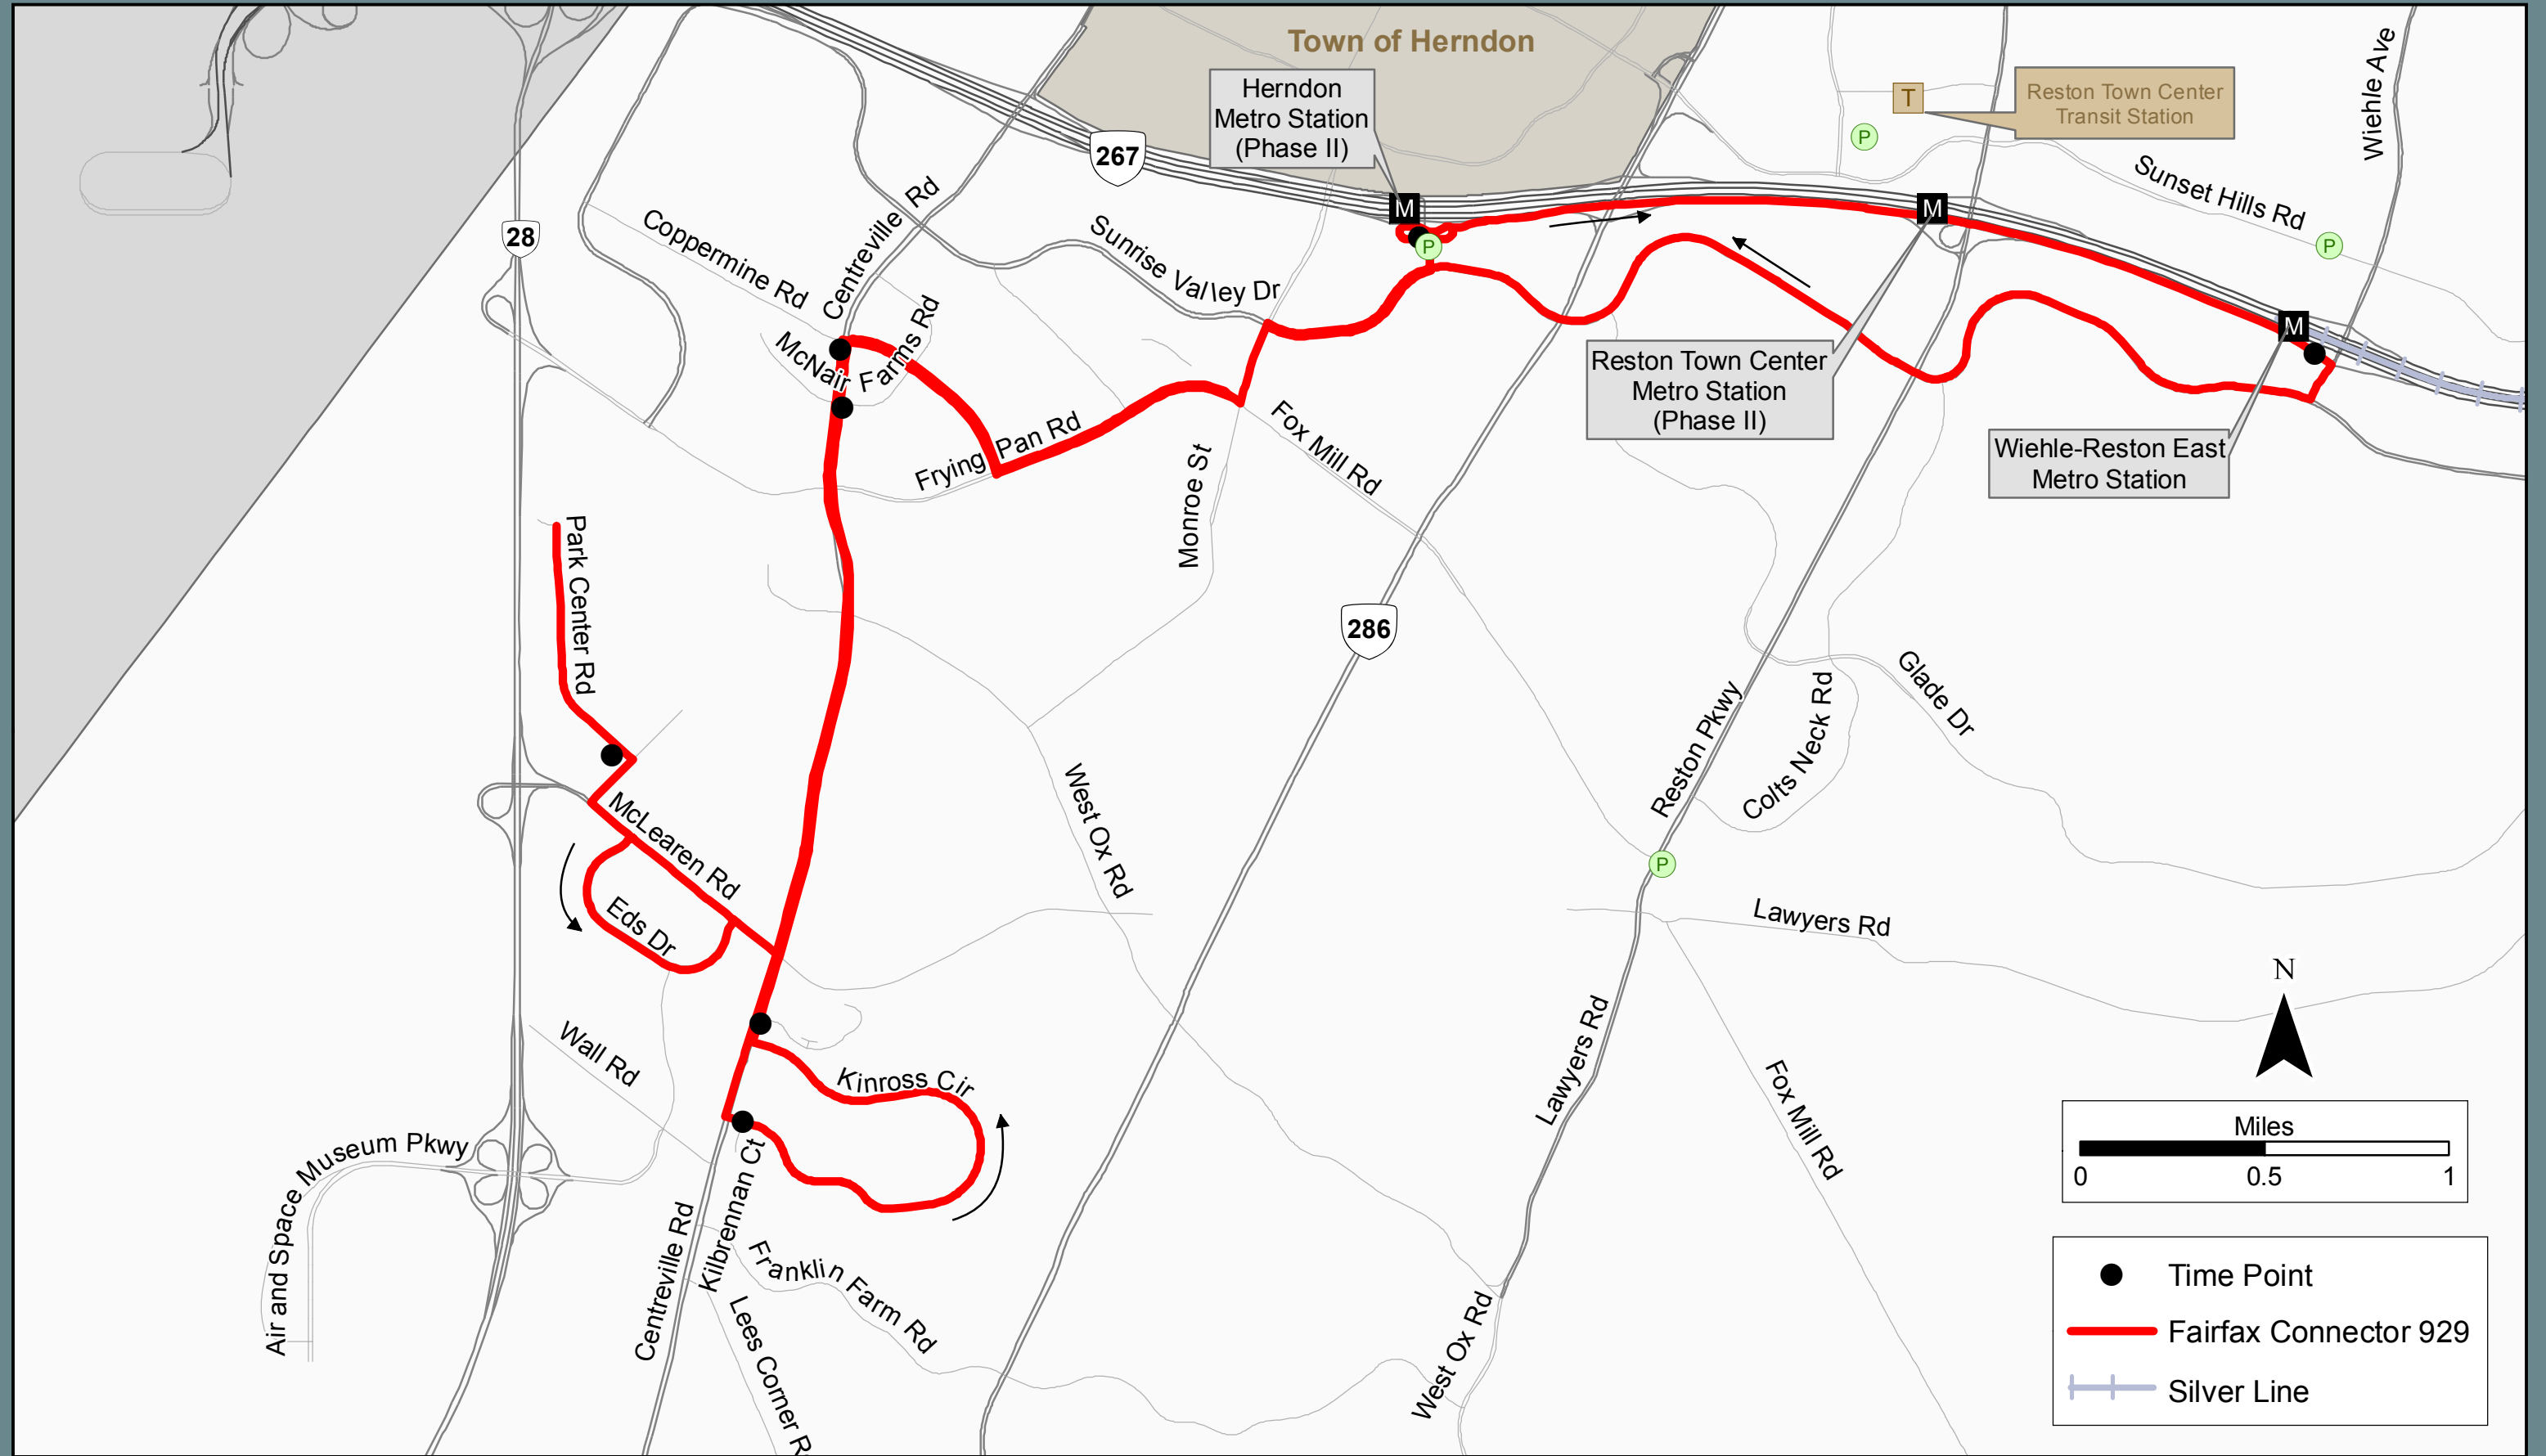 Town of Herndon
Herndon
Metro Station
(Phase II)
Reston Town Center
Transit Station
T
P
Wiehle Ave
267
28
M
M
P
P
M
Sunset Hills Rd
Coppermine Rd
Centreville Rd
Sunrise Valley Dr
McNair Farms Rd
Frying Pan Rd
Fox Mill Rd
Monroe St
Reston Town Center
Metro Station
(Phase II)
Wiehle-Reston East
Metro Station
Park Center Rd
286
Glade Dr
Colts Neck Rd
Reston Pkwy
McLearen Rd
West Ox Rd
P
Eds Dr
Lawyers Rd
Wall Rd
Kinross Cir
Lawyers Rd
Fox Mill Rd
Air and Space Museum Pkwy
Kilbrennan Ct
Centreville Rd
Franklin Farm Rd
Lees Corner R
West Ox Rd
N
Miles
0 0.5 1
Time Point
Fairfax Connector 929
Silver Line